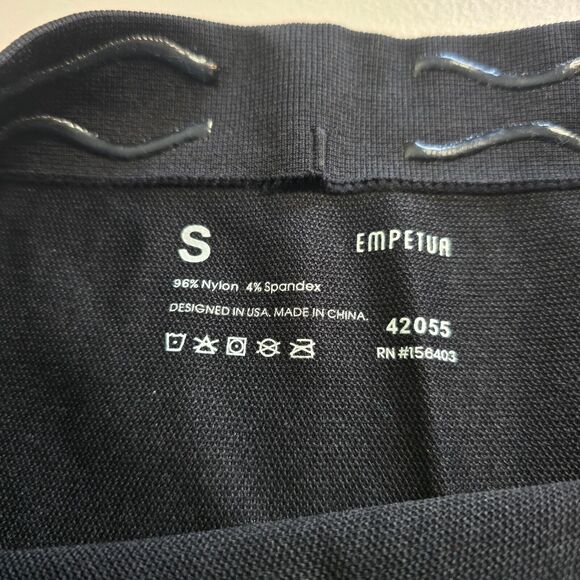 S
EMPETUA
96% Nylon 4% Spandex
DESIGNED IN USA. MADE IN CHINA.
42055
RN #156403